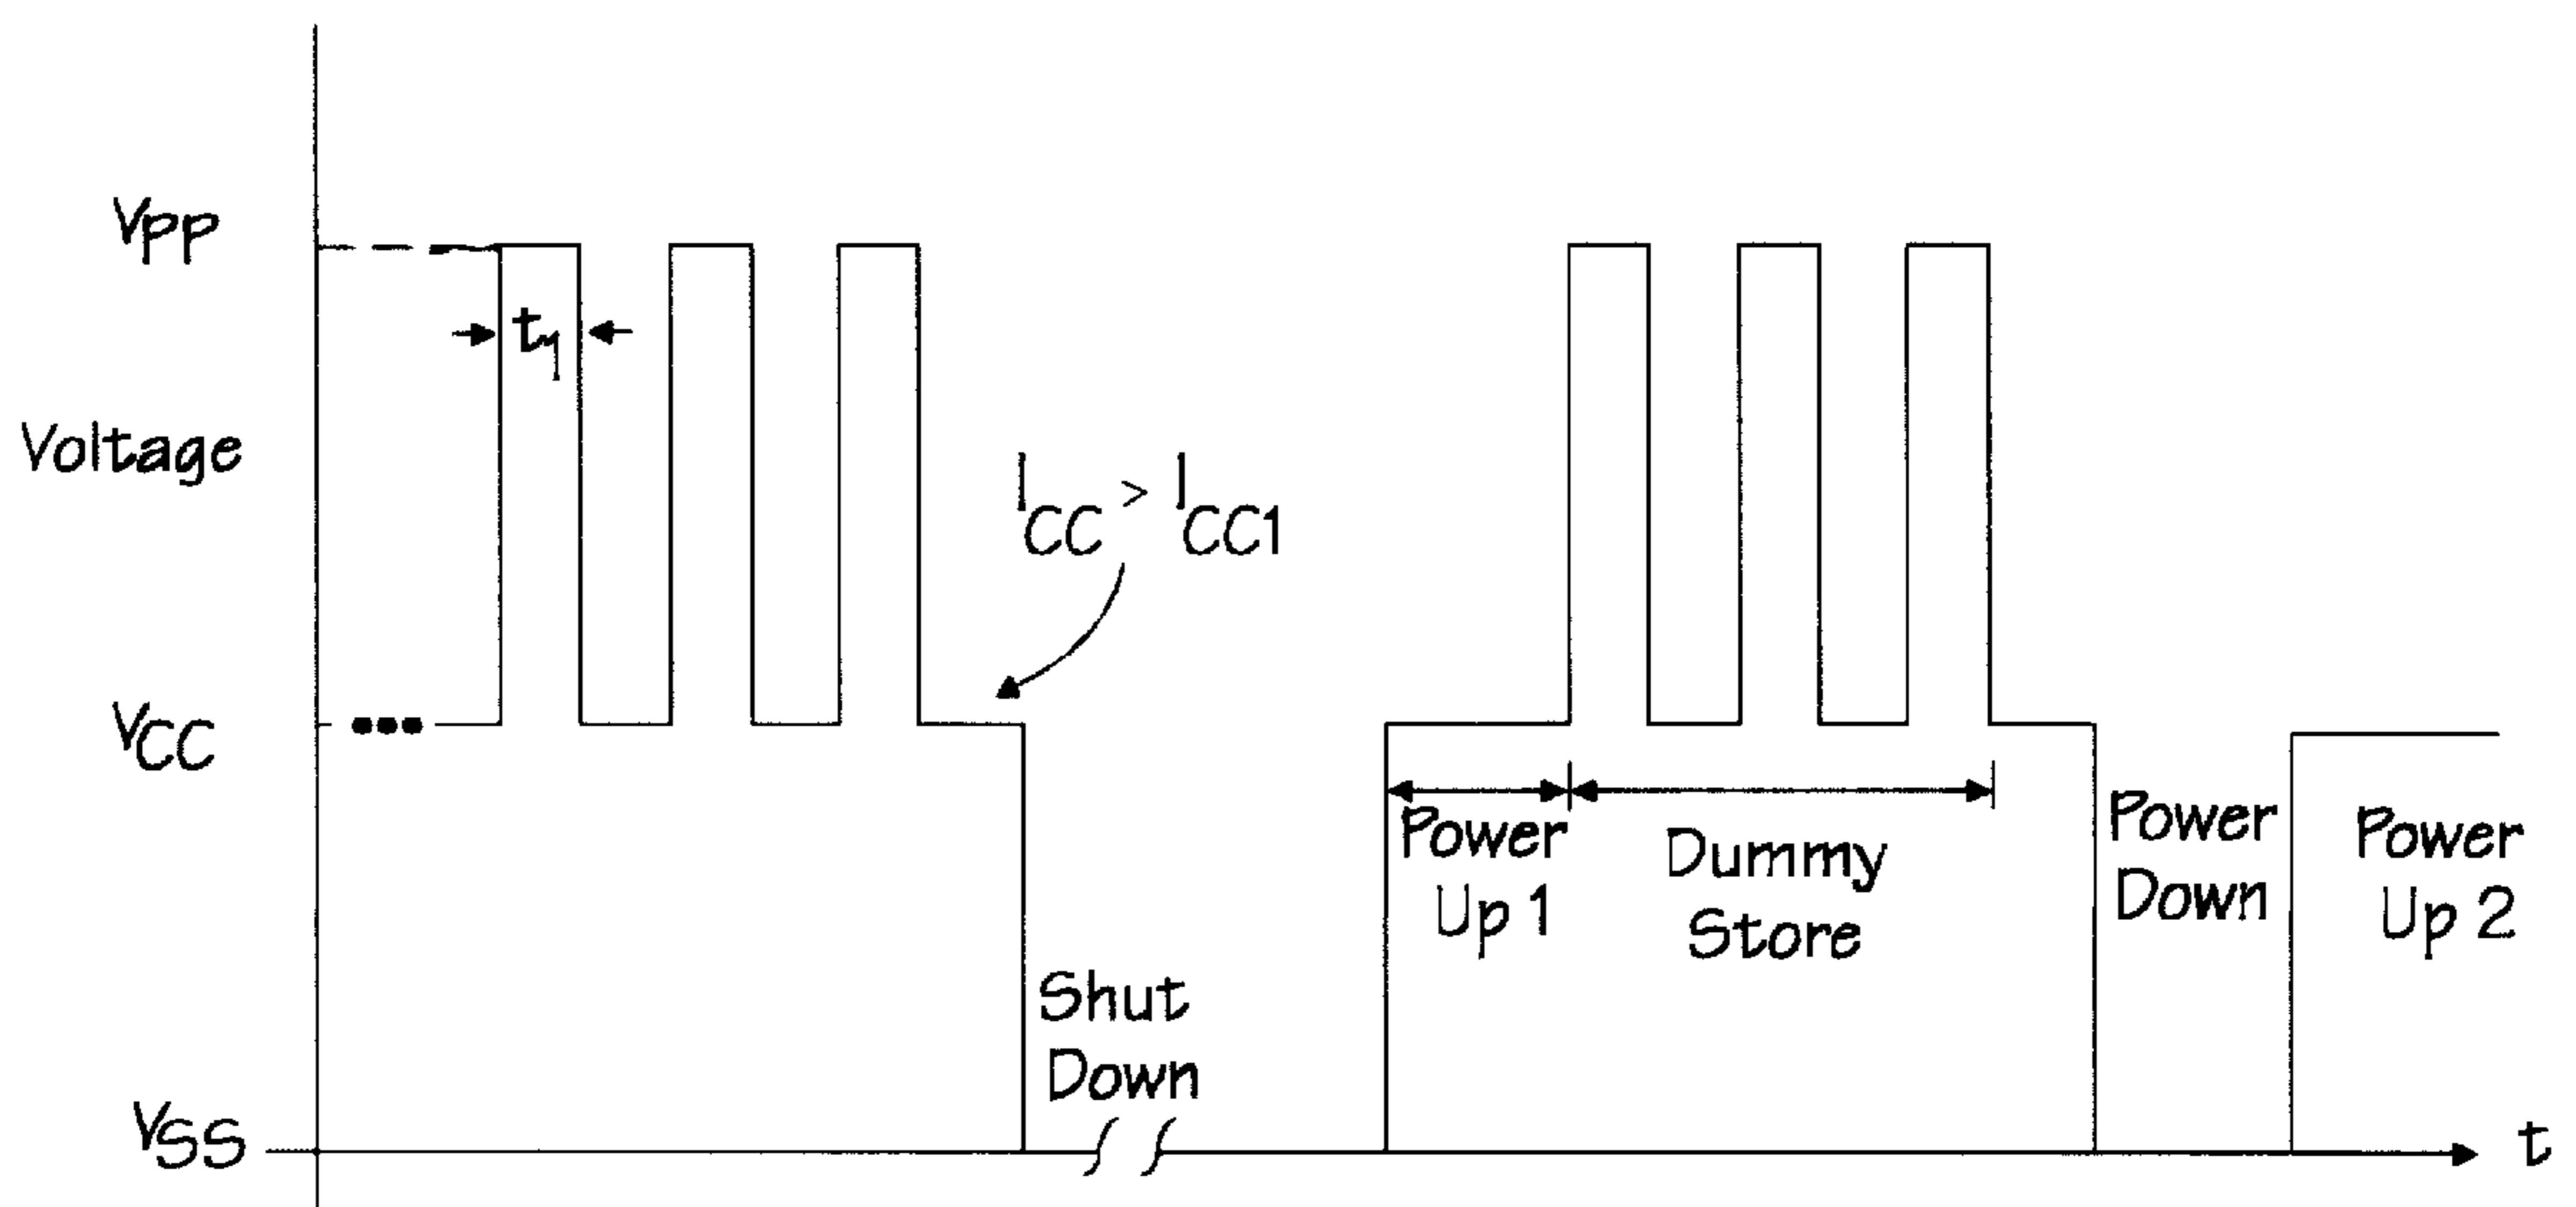 Vpp
t1
Voltage
ICC > ICC1
VCC
Power
Up 1
Dummy
Store
Power
Down
Power
Up 2
Shut
Down
VSS
t